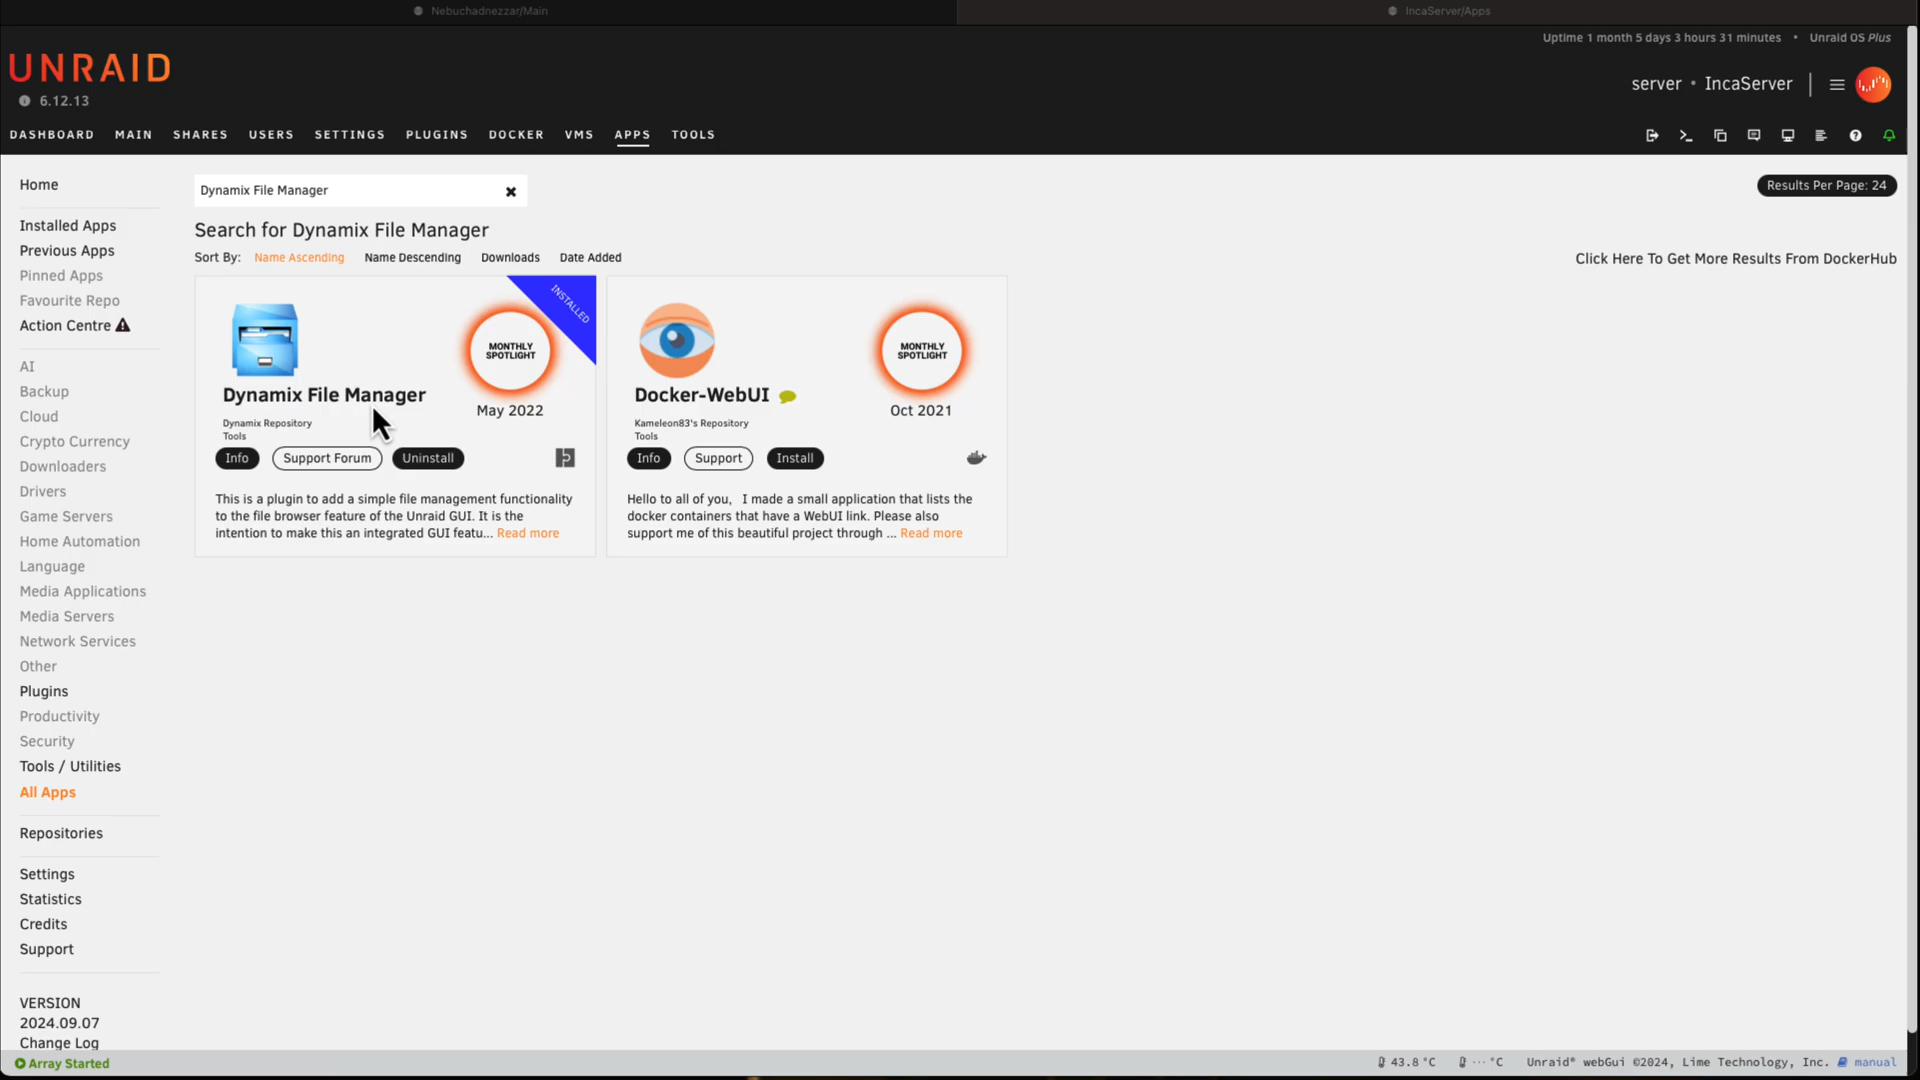 Nebuchadnezzar/Main
IncaServer/Apps
Uptime 1 month 5 days 3 hours 31 minutes • Unraid OS Plus
UNRAID
6.12.13
server • IncaServer
DASHBOARD MAIN SHARES USERS SETTINGS PLUGINS DOCKER VMS APPS TOOLS
Home
Installed Apps
Previous Apps
Pinned Apps
Favourite Repo
Action Centre
AI
Backup
Cloud
Crypto Currency
Downloaders
Drivers
Game Servers
Home Automation
Language
Media Applications
Media Servers
Network Services
Other
Plugins
Productivity
Security
Tools / Utilities
All Apps
Repositories
Settings
Statistics
Credits
Support
VERSION
2024.09.07
Change Log
Dynamix File Manager
Results Per Page: 24
Search for Dynamix File Manager
Sort By: Name Ascending Name Descending Downloads Date Added
Click Here To Get More Results From DockerHub
INSTALLED
MONTHLY
SPOTLIGHT
May 2022
Dynamix File Manager
Dynamix Repository
Tools
Info Support Forum Uninstall
This is a plugin to add a simple file management functionality
to the file browser feature of the Unraid GUI. It is the
intention to make this an integrated GUI featu... Read more
MONTHLY
SPOTLIGHT
Oct 2021
Docker-WebUI
Kameleon83's Repository
Tools
Info Support Install
Hello to all of you, I made a small application that lists the
docker containers that have a WebUI link. Please also
support me of this beautiful project through ... Read more
Array Started
43.8 °C ··· °C Unraid® webGui ©2024, Lime Technology, Inc. manual